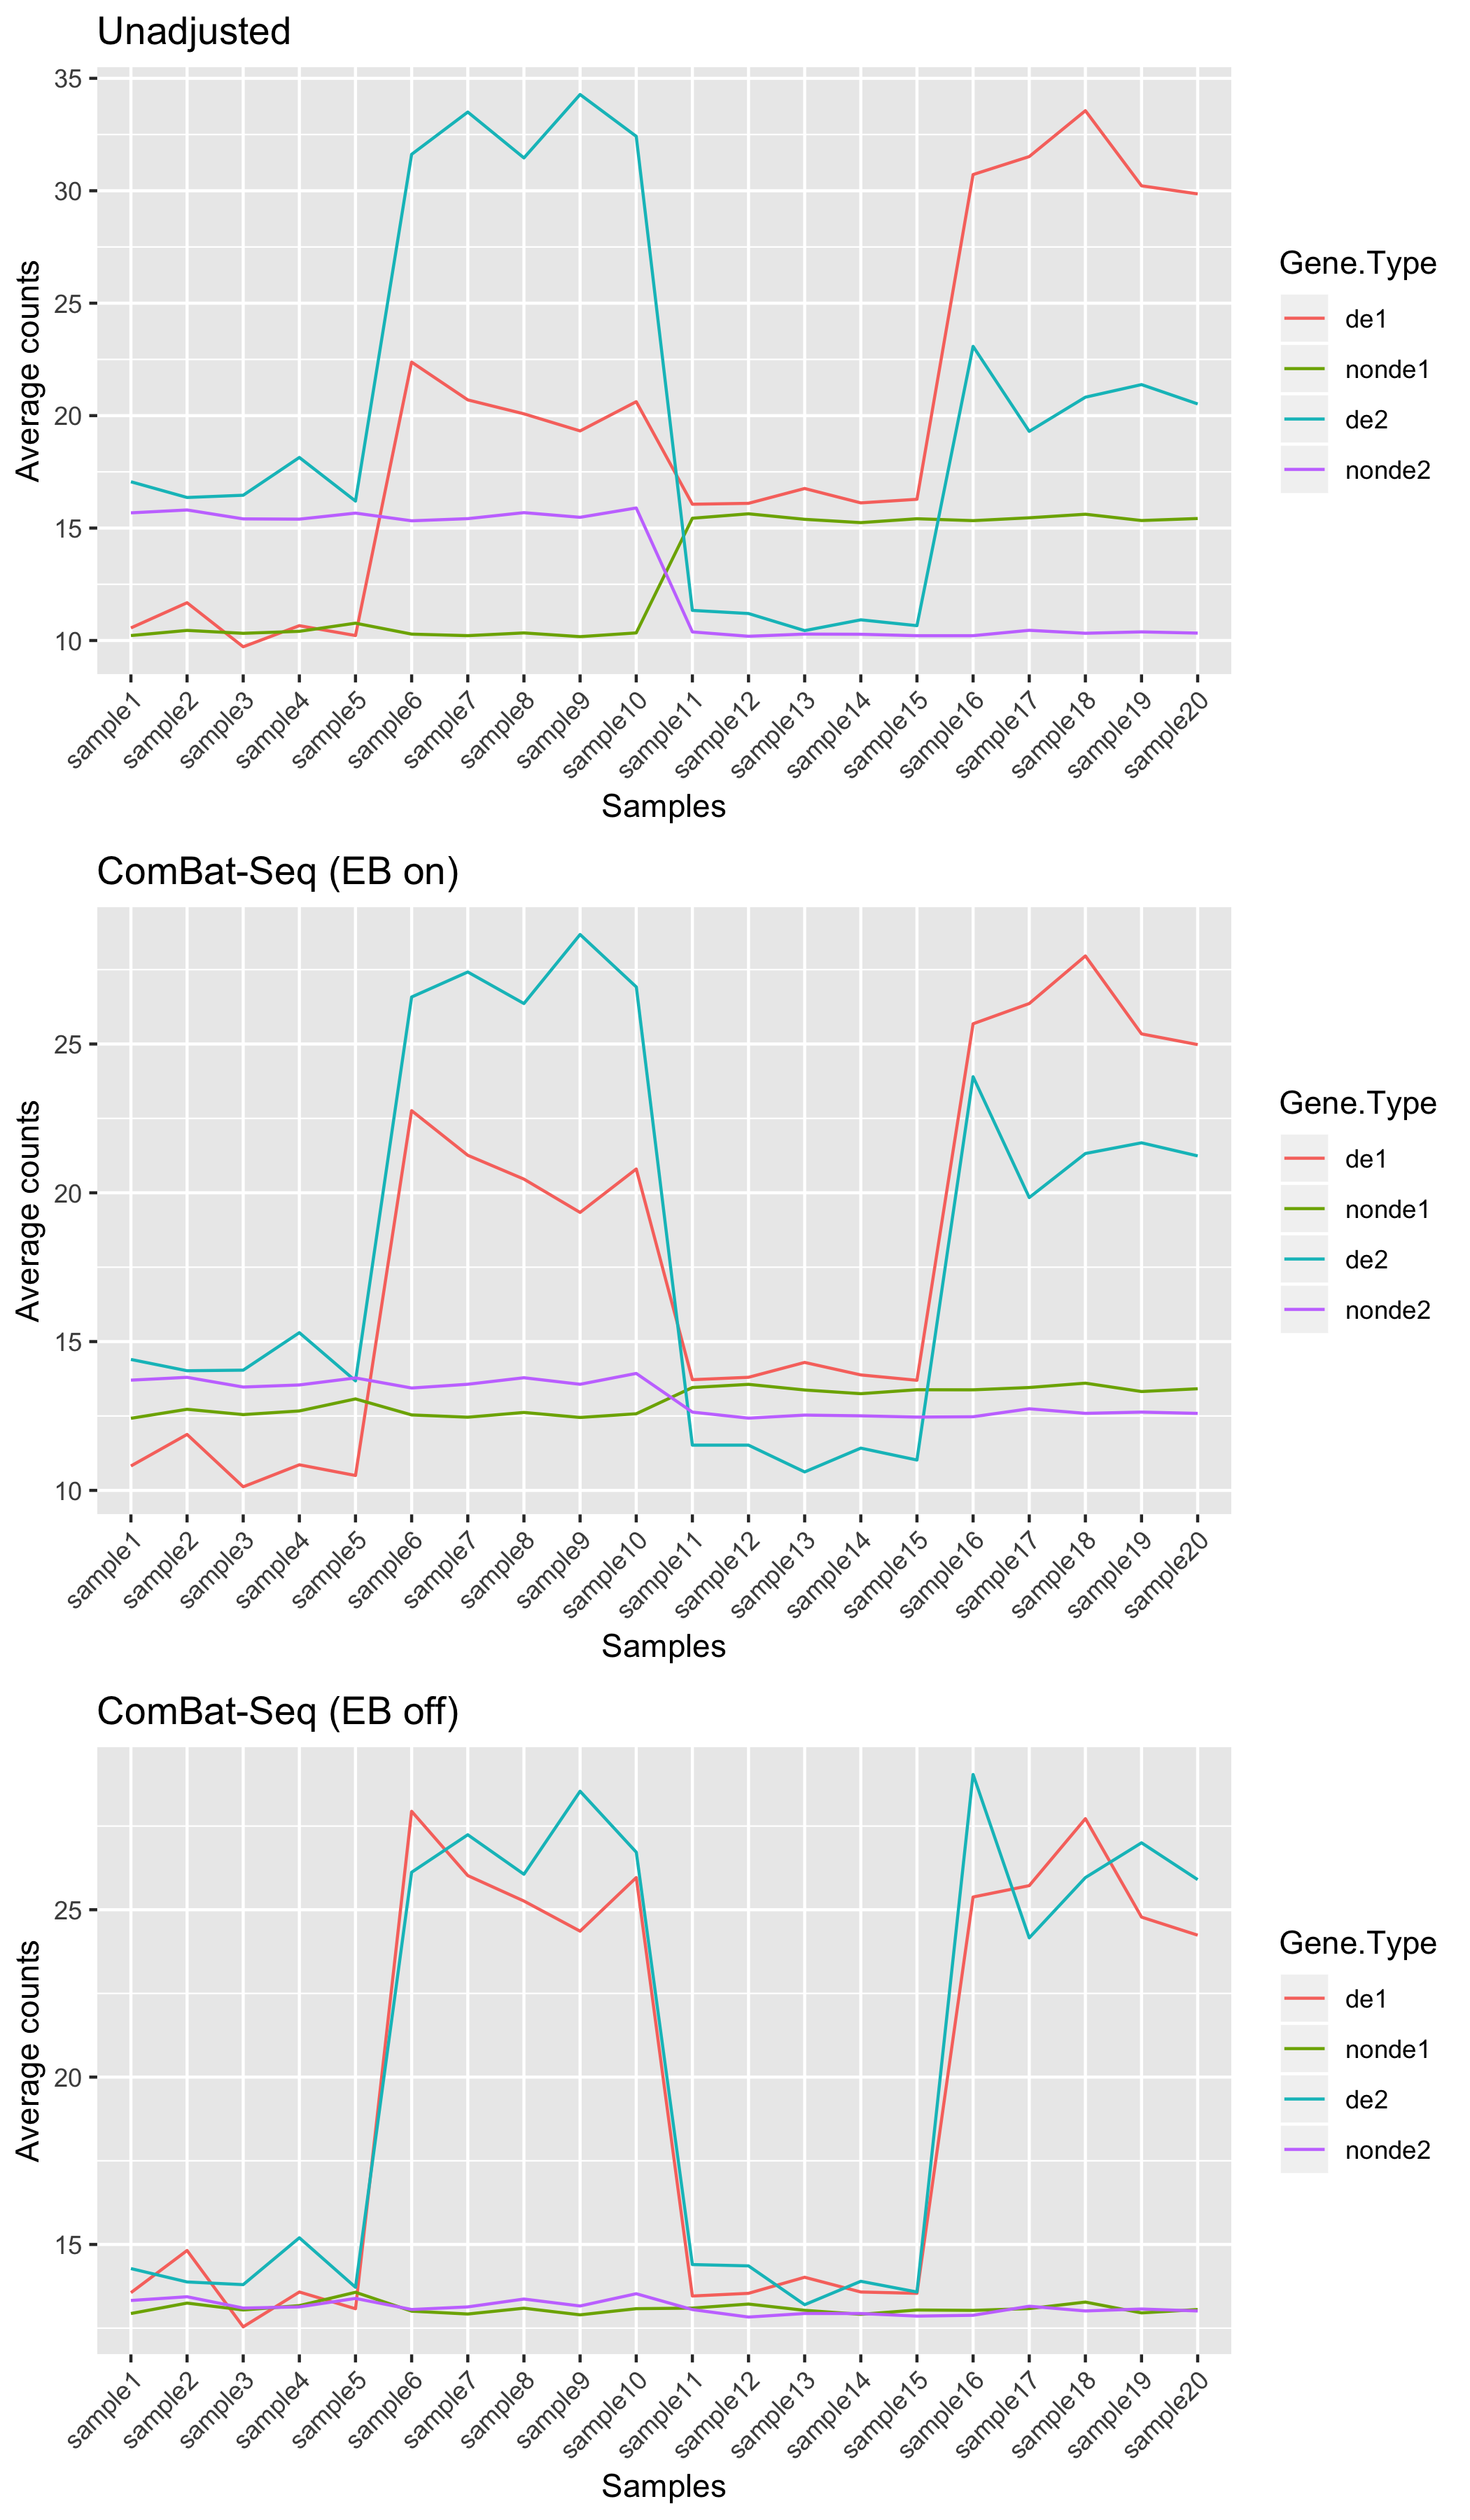 Unadjusted
35
30
25
20
15
10
Average counts
sample1
sample2
sample3
sample4
sample5
sample6
sample7
sample8
sample9
sample10
sample11
sample12
sample13
sample14
sample15
sample16
sample17
sample18
sample19
sample20
Samples
Gene.Type
de1
nonde1
de2
nonde2
ComBat-Seq (EB on)
25
20
15
10
Average counts
sample1
sample2
sample3
sample4
sample5
sample6
sample7
sample8
sample9
sample10
sample11
sample12
sample13
sample14
sample15
sample16
sample17
sample18
sample19
sample20
Samples
Gene.Type
de1
nonde1
de2
nonde2
ComBat-Seq (EB off)
25
20
15
Average counts
sample1
sample2
sample3
sample4
sample5
sample6
sample7
sample8
sample9
sample10
sample11
sample12
sample13
sample14
sample15
sample16
sample17
sample18
sample19
sample20
Samples
Gene.Type
de1
nonde1
de2
nonde2